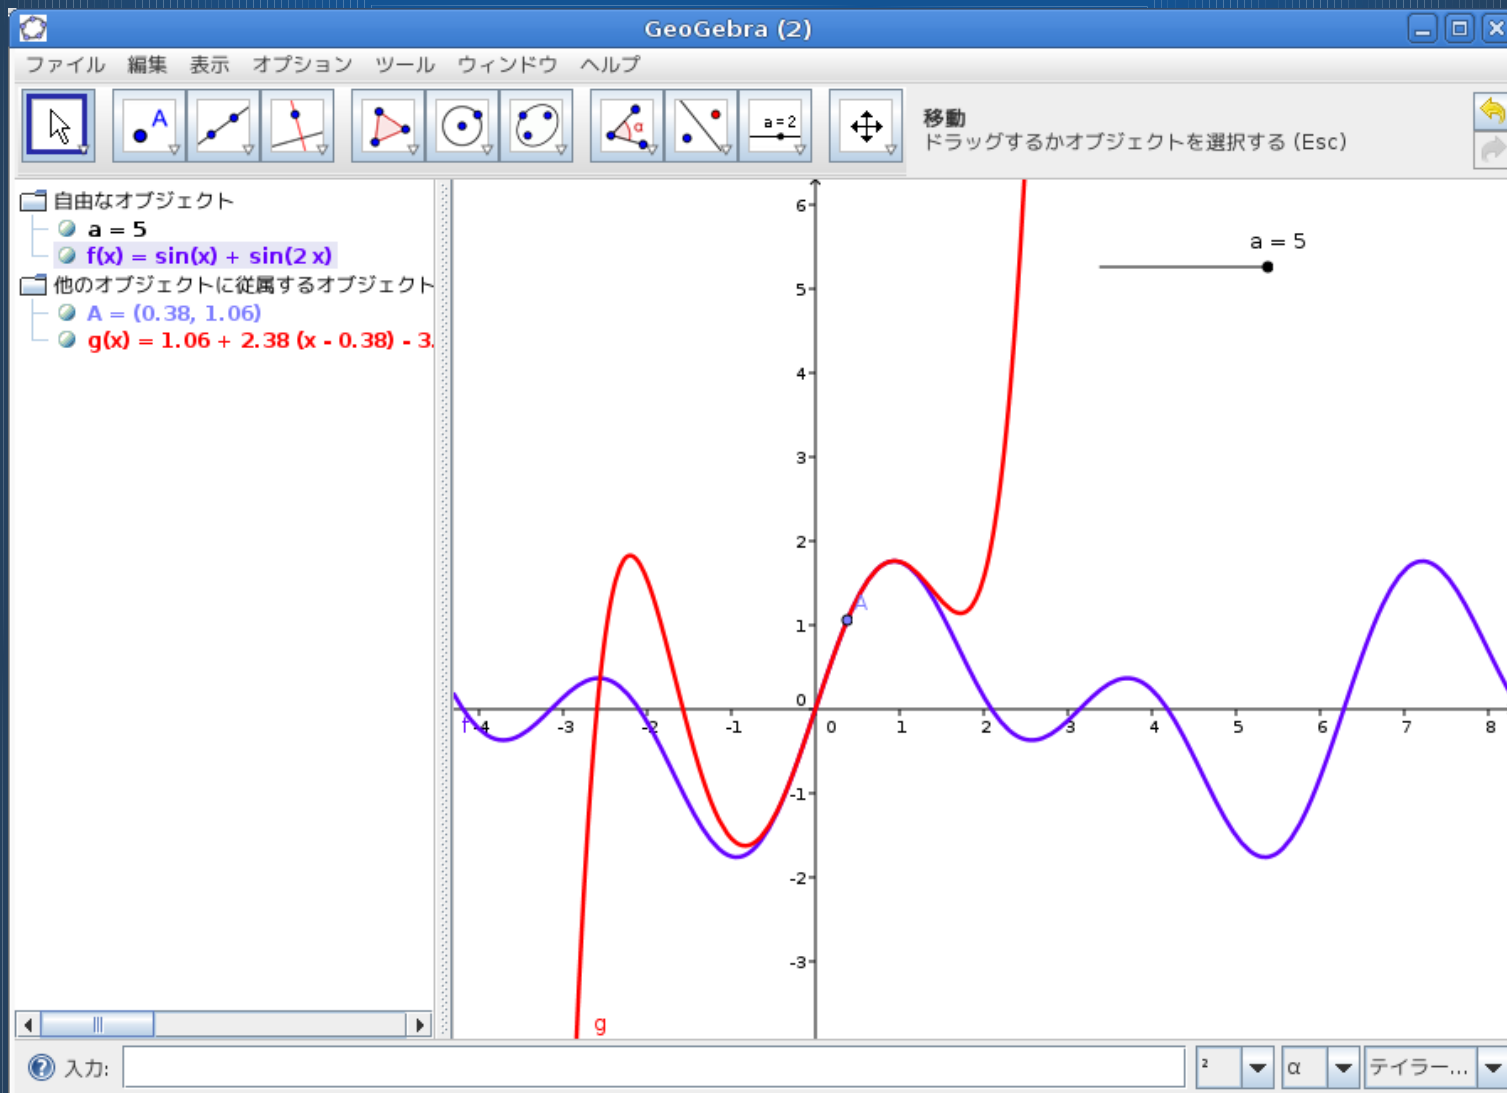 GeoGebra (2)
ファイル 編集 表示 オプション ツール ウィンドウ ヘルプ
A
α
a=2
移動
ドラッグするかオブジェクトを選択する (Esc)
自由なオブジェクト
a = 5
f(x) = sin(x) + sin(2 x)
他のオブジェクトに従属するオブジェクト
A = (0.38, 1.06)
g(x) = 1.06 + 2.38 (x - 0.38) - 3.
a = 5
6
5
4
3
2
A
1
0
f -4 -3 -2 -1 0 1 2 3 4 5 6 7 8
-1
-2
-3
g
入力:
²
α
テイラー...